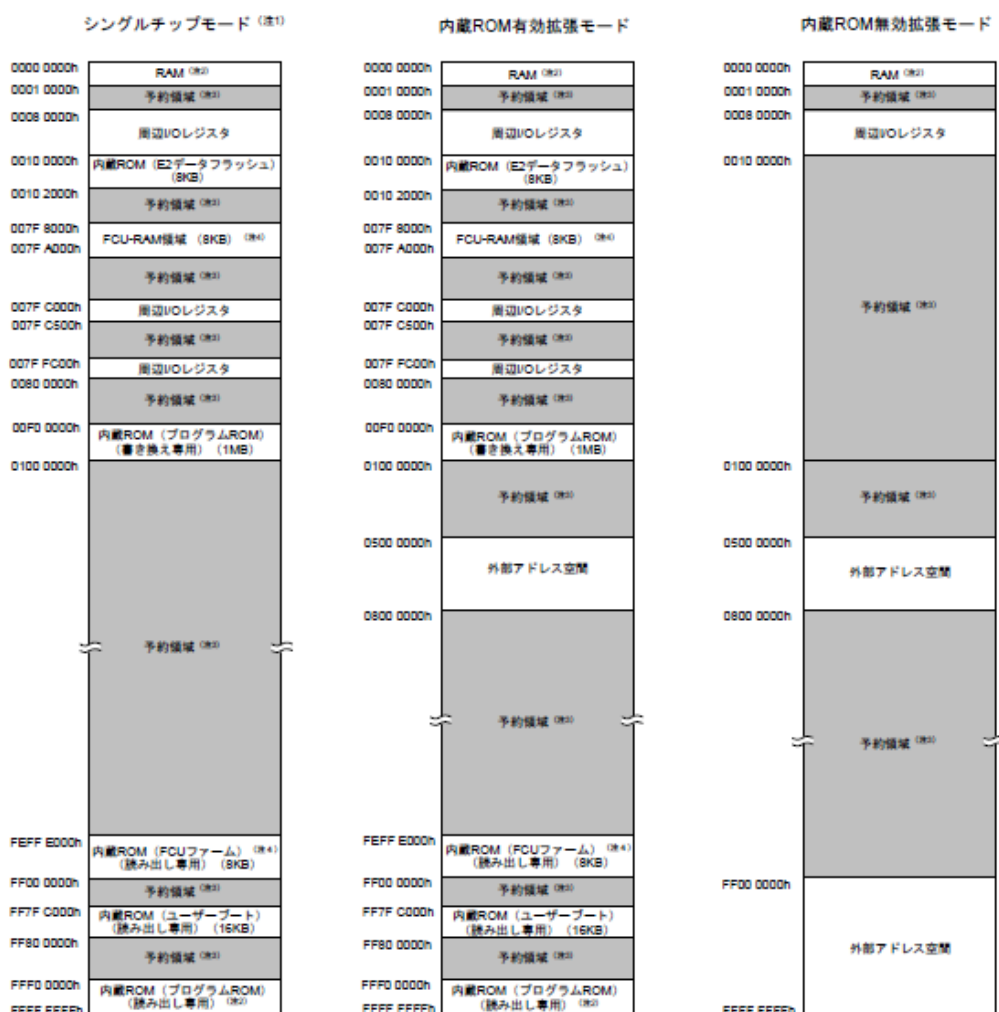 シングルチップモード (注1)
0000 0000h
RAM (注2)
0001 0000h
予約領域 (注3)
0008 0000h
周辺I/Oレジスタ
0010 0000h
内蔵ROM（E2データフラッシュ）
(8KB)
0010 2000h
予約領域 (注3)
007F 8000h
FCU-RAM領域 (8KB) (注4)
007F A000h
予約領域 (注3)
007F C000h
周辺I/Oレジスタ
007F C500h
予約領域 (注3)
007F FC00h
周辺I/Oレジスタ
0080 0000h
予約領域 (注3)
00F0 0000h
内蔵ROM（プログラムROM）
（書き換え専用）（1MB）
0100 0000h
予約領域 (注3)
FEFF E000h
内蔵ROM（FCUファーム） (注4)
（読み出し専用）（8KB）
FF00 0000h
予約領域 (注3)
FF7F C000h
内蔵ROM（ユーザーブート）
（読み出し専用）（16KB）
FF80 0000h
予約領域 (注3)
FFF0 0000h
内蔵ROM（プログラムROM）
（読み出し専用） (注2)
FFFF FFFFh
内蔵ROM有効拡張モード
0000 0000h
RAM (注2)
0001 0000h
予約領域 (注3)
0008 0000h
周辺I/Oレジスタ
0010 0000h
内蔵ROM（E2データフラッシュ）
(8KB)
0010 2000h
予約領域 (注3)
007F 8000h
FCU-RAM領域 (8KB) (注4)
007F A000h
予約領域 (注3)
007F C000h
周辺I/Oレジスタ
007F C500h
予約領域 (注3)
007F FC00h
周辺I/Oレジスタ
0080 0000h
予約領域 (注3)
00F0 0000h
内蔵ROM（プログラムROM）
（書き換え専用）（1MB）
0100 0000h
予約領域 (注3)
0500 0000h
外部アドレス空間
0800 0000h
予約領域 (注3)
FEFF E000h
内蔵ROM（FCUファーム） (注4)
（読み出し専用）（8KB）
FF00 0000h
予約領域 (注3)
FF7F C000h
内蔵ROM（ユーザーブート）
（読み出し専用）（16KB）
FF80 0000h
予約領域 (注3)
FFF0 0000h
内蔵ROM（プログラムROM）
（読み出し専用） (注2)
FFFF FFFFh
内蔵ROM無効拡張モード
0000 0000h
RAM (注2)
0001 0000h
予約領域 (注3)
0008 0000h
周辺I/Oレジスタ
0010 0000h
予約領域 (注3)
0100 0000h
予約領域 (注3)
0500 0000h
外部アドレス空間
0800 0000h
予約領域 (注3)
FF00 0000h
外部アドレス空間
FFFF FFFFh